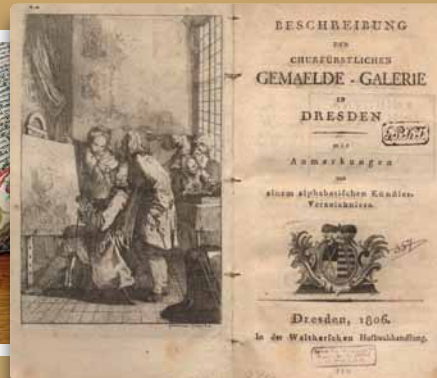 BESCHREIBUNG
DER
CHURFÜRSTLICHEN
GEMAELDE - GALERIE
IN
DRESDEN
MIT
Anmerkungen
und
einem alphabetischen Künstler-
Verzeichnisse.
Dresden, 1806.
In der Waltherschen Hofbuchhandlung.